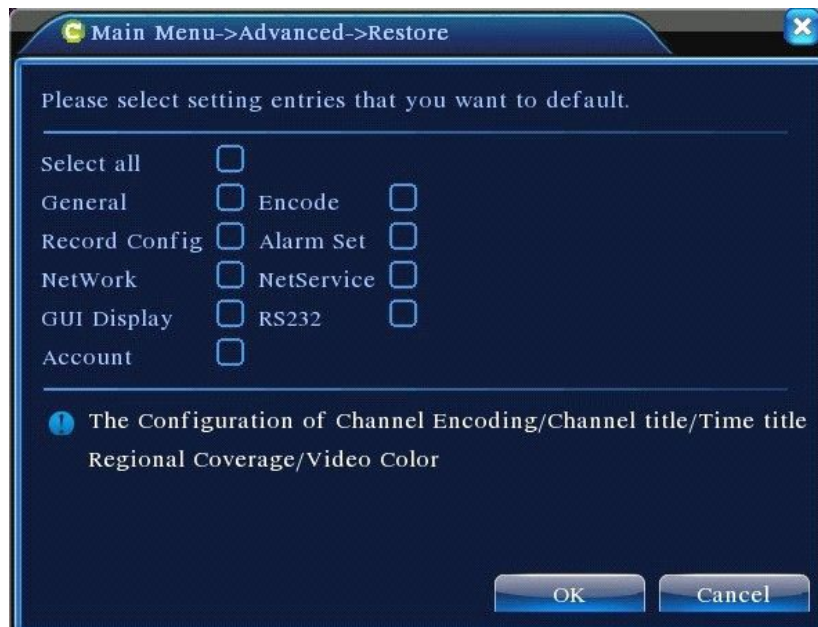 Main Menu->Advanced->Restore
Please select setting entries that you want to default.
Select all
General Encode
Record Config Alarm Set
NetWork NetService
GUI Display RS232
Account
The Configuration of Channel Encoding/Channel title/Time title
Regional Coverage/Video Color
OK Cancel